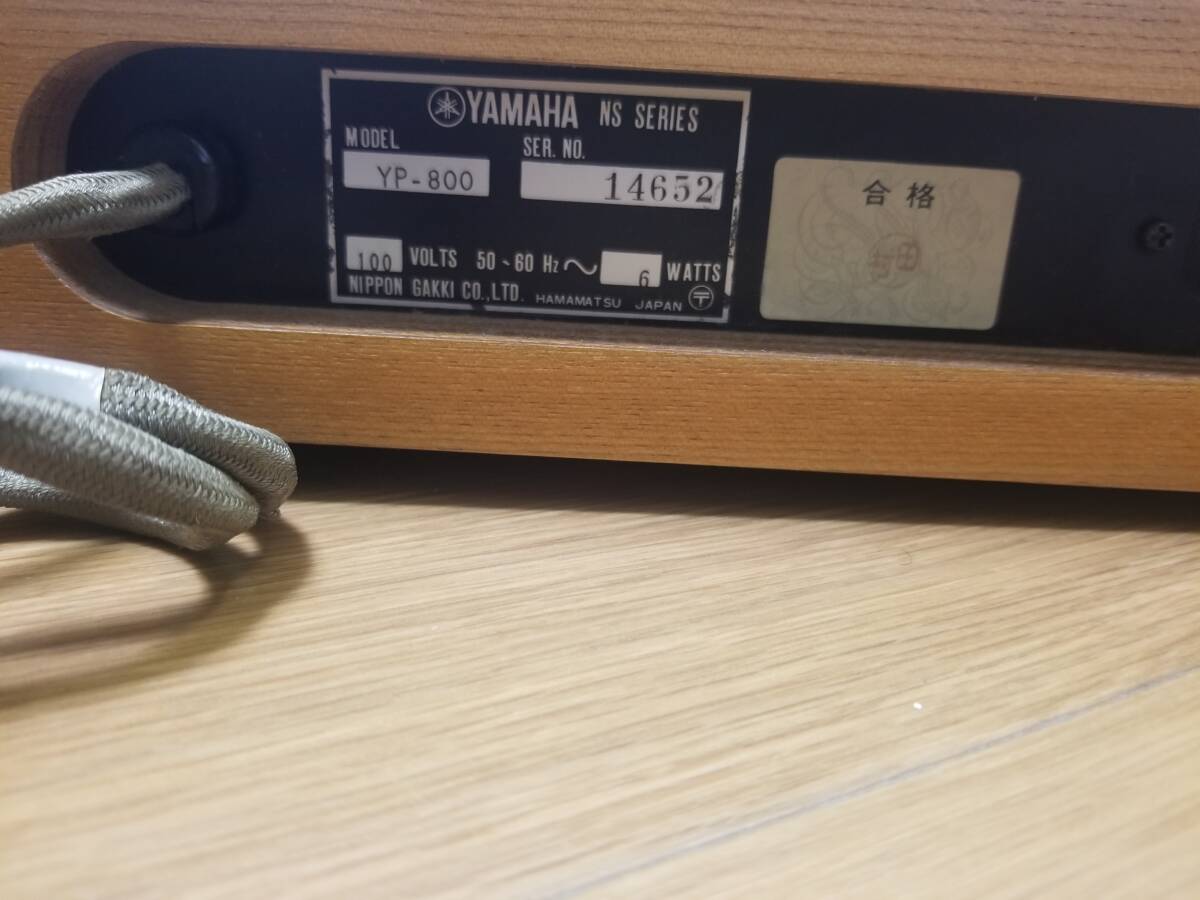 YAMAHA NS SERIES
MODEL SER. NO.
YP-800 14652
100 VOLTS 50~60 Hz 6 WATTS
NIPPON GAKKI CO.,LTD. HAMAMATSU JAPAN 〒
合格